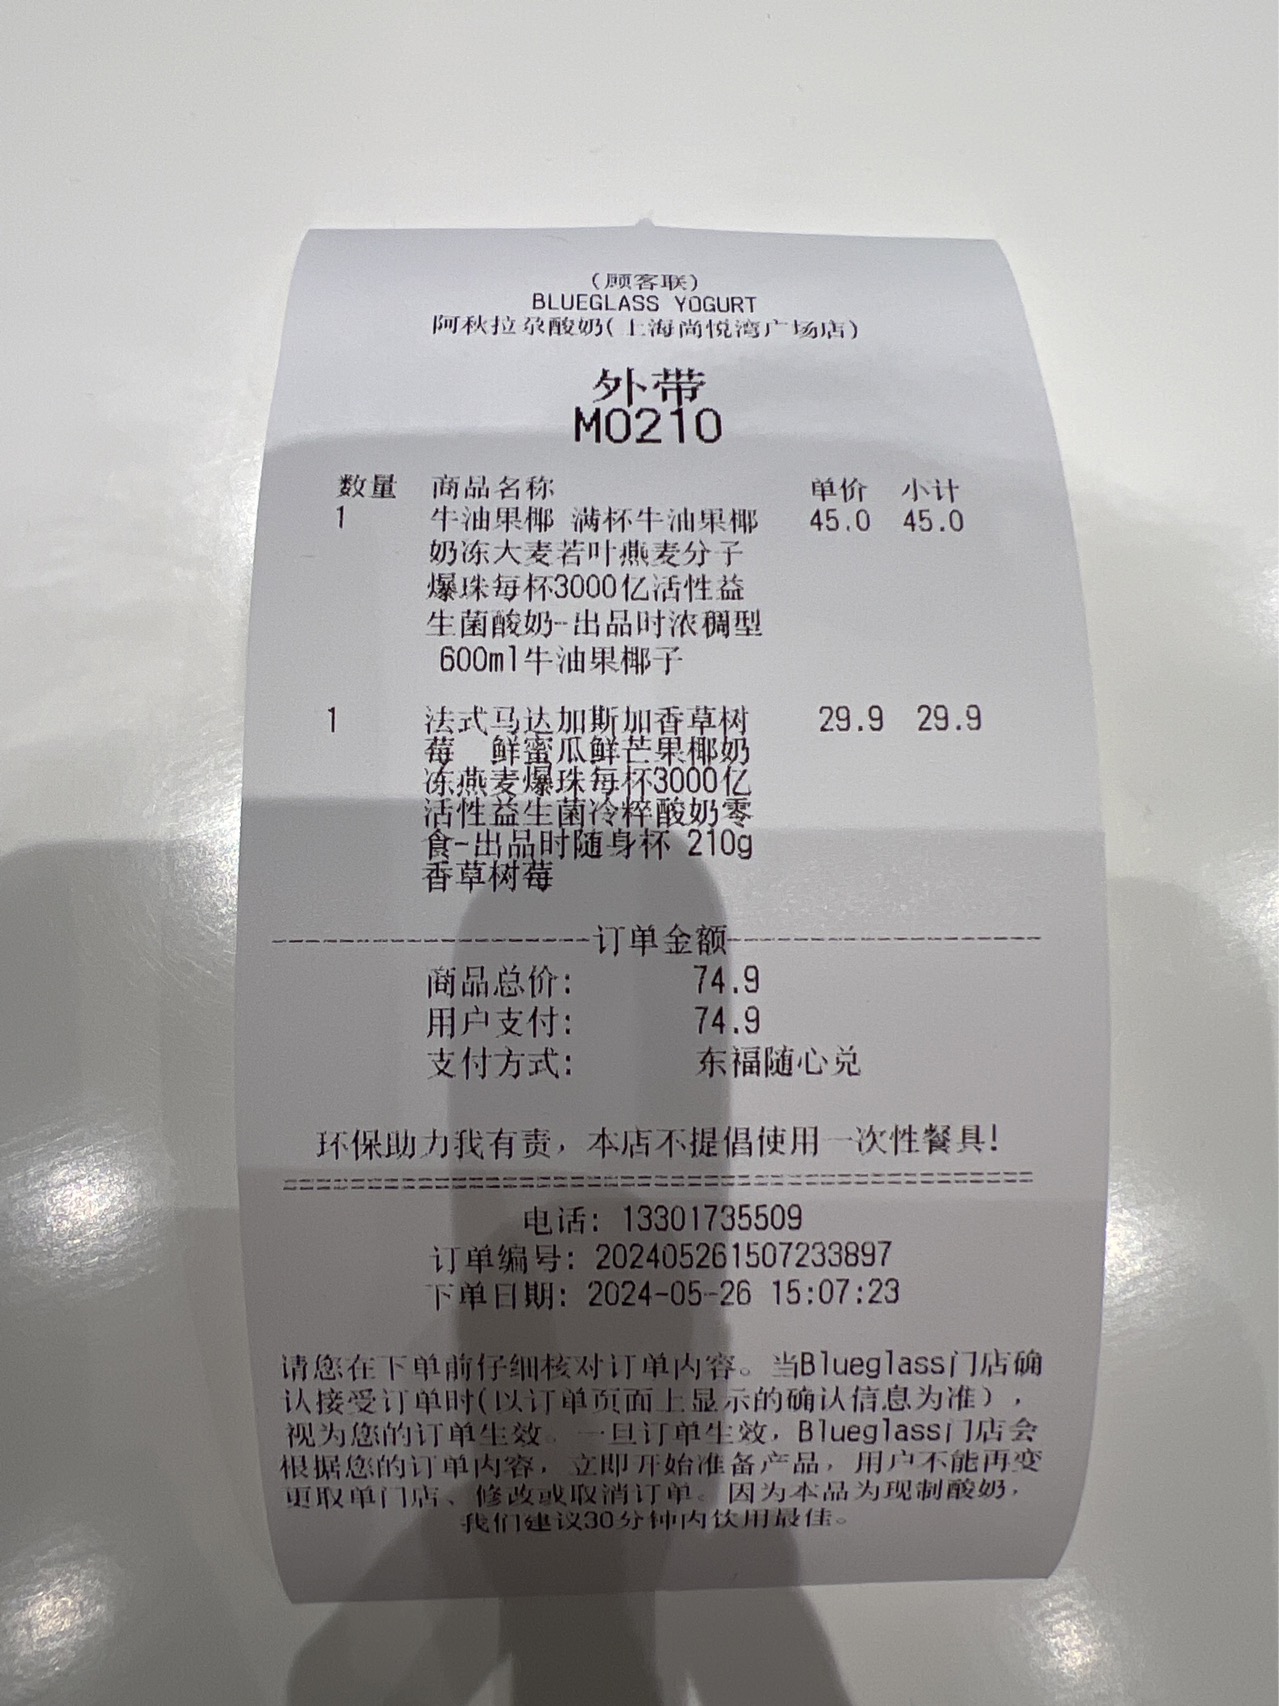 (顾客联)
BLUEGLASS YOGURT
阿秋拉尕酸奶(上海尚悦湾广场店)
外带
M0210
数量 商品名称 单价 小计
1 牛油果椰 满杯牛油果椰 45.0 45.0
奶冻大麦若叶燕麦分子
爆珠每杯3000亿活性益
生菌酸奶-出品时浓稠型
600ml牛油果椰子
1 法式马达加斯加香草树 29.9 29.9
莓 鲜蜜瓜鲜芒果椰奶
冻燕麦爆珠每杯3000亿
活性益生菌冷粹酸奶零
食-出品时随身杯 210g
香草树莓
订单金额
商品总价: 74.9
用户支付: 74.9
支付方式: 东福随心兑
环保助力我有责，本店不提倡使用一次性餐具!
电话: 13301735509
订单编号: 202405261507233897
下单日期: 2024-05-26 15:07:23
请您在下单前仔细核对订单内容。当Blueglass门店确
认接受订单时(以订单页面上显示的确认信息为准)，
视为您的订单生效。一旦订单生效，Blueglass门店会
根据您的订单内容，立即开始准备产品，用户不能再变
更取单门店、修改或取消订单。因为本品为现制酸奶，
我们建议30分钟内饮用最佳。